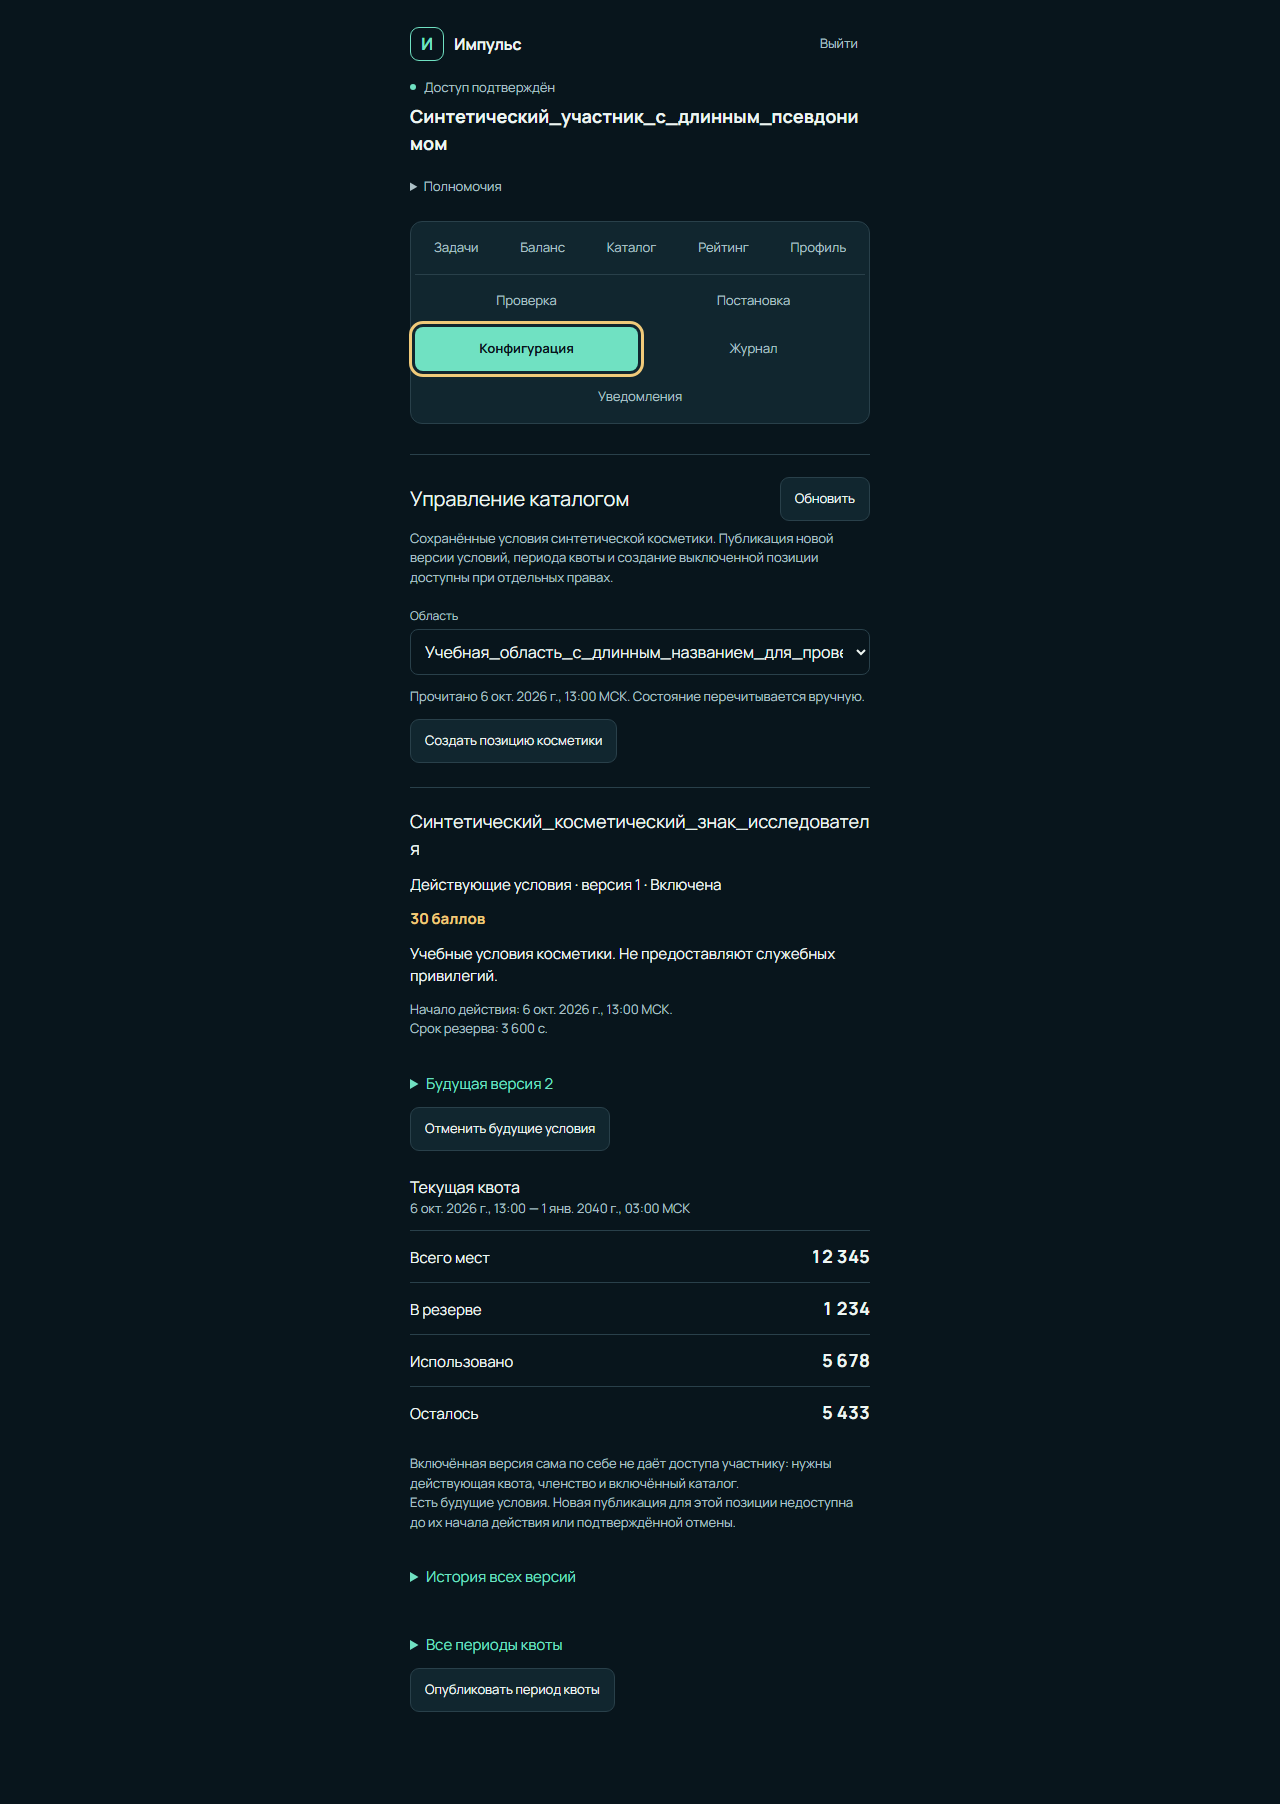 И Импульс Выйти
Доступ подтверждён
Синтетический_участник_с_длинным_псевдони
мом
Полномочия
Задачи Баланс Каталог Рейтинг Профиль
Проверка Постановка
Конфигурация Журнал
Уведомления
Управление каталогом Обновить
Сохранённые условия синтетической косметики. Публикация новой
версии условий, периода квоты и создание выключенной позиции
доступны при отдельных правах.
Область
Учебная_область_с_длинным_названием_для_прове
Прочитано 6 окт. 2026 г., 13:00 МСК. Состояние перечитывается вручную.
Создать позицию косметики
Синтетический_косметический_знак_исследовател
я
Действующие условия · версия 1 · Включена
30 баллов
Учебные условия косметики. Не предоставляют служебных
привилегий.
Начало действия: 6 окт. 2026 г., 13:00 МСК.
Срок резерва: 3 600 с.
Будущая версия 2
Отменить будущие условия
Текущая квота
6 окт. 2026 г., 13:00 — 1 янв. 2040 г., 03:00 МСК
Всего мест 12 345
В резерве 1 234
Использовано 5 678
Осталось 5 433
Включённая версия сама по себе не даёт доступа участнику: нужны
действующая квота, членство и включённый каталог.
Есть будущие условия. Новая публикация для этой позиции недоступна
до их начала действия или подтверждённой отмены.
История всех версий
Все периоды квоты
Опубликовать период квоты